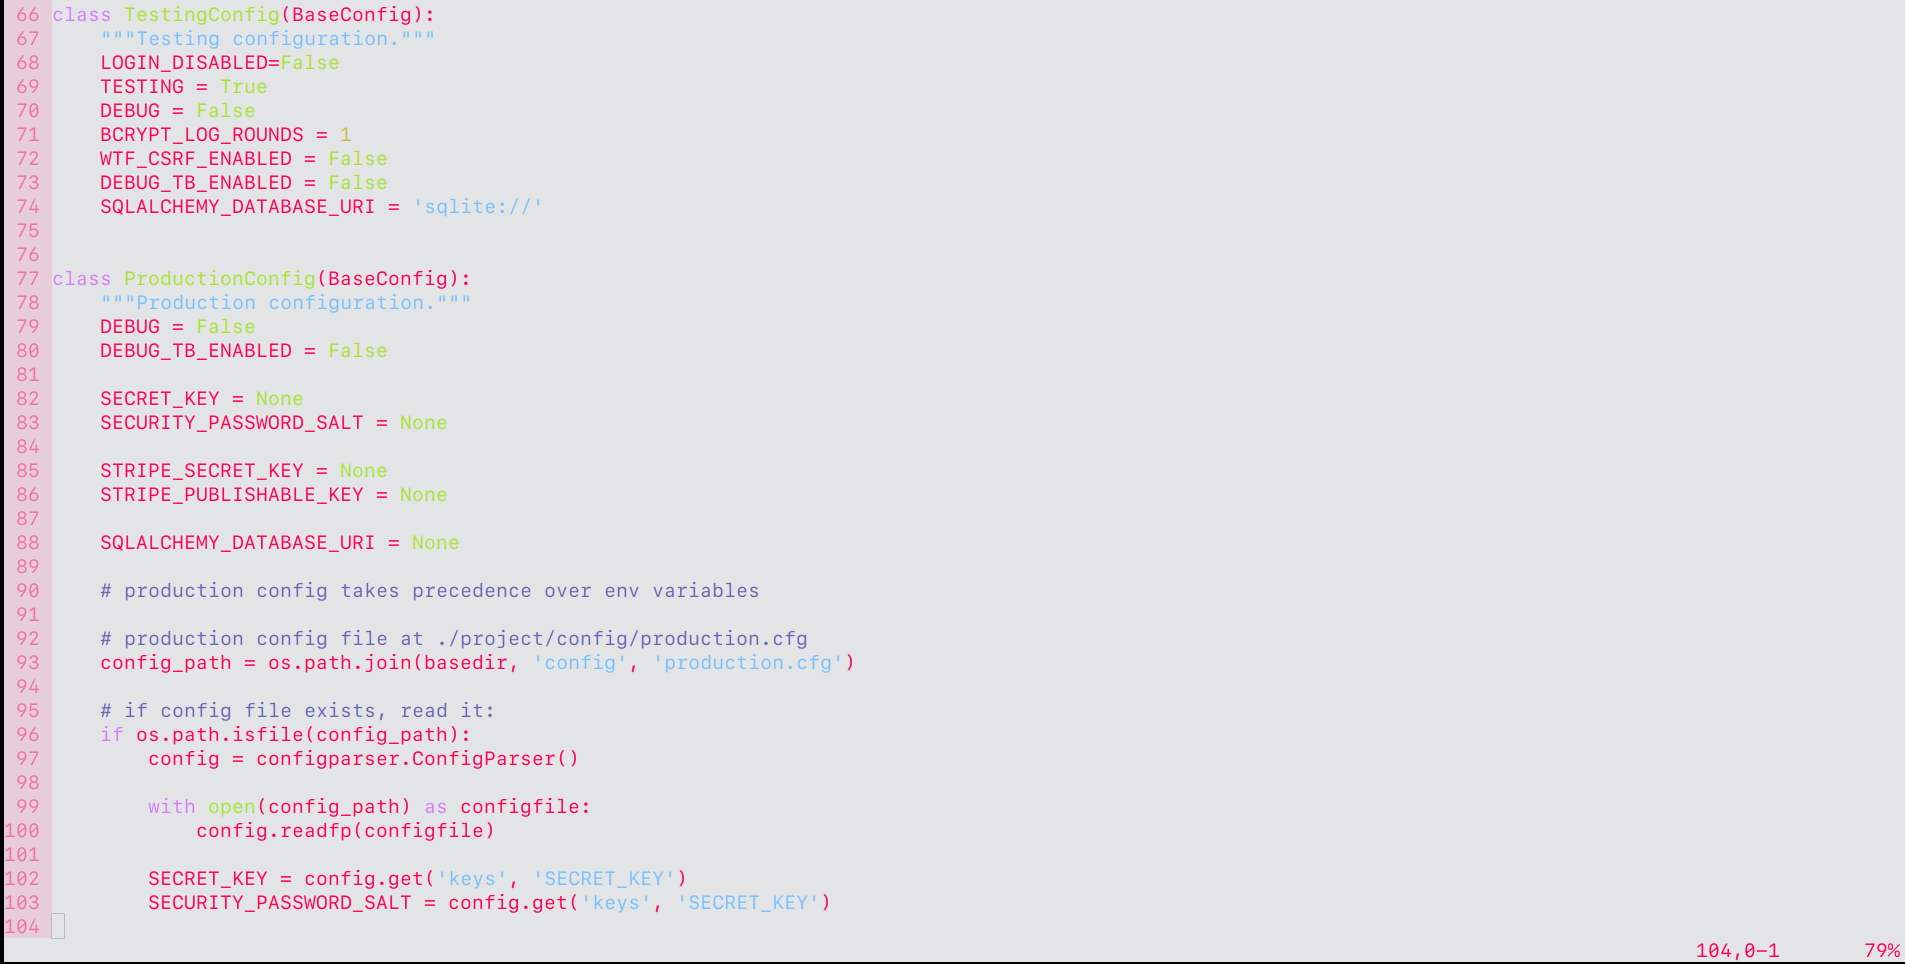 66 class TestingConfig(BaseConfig):
67     """Testing configuration."""
68     LOGIN_DISABLED=False
69     TESTING = True
70     DEBUG = False
71     BCRYPT_LOG_ROUNDS = 1
72     WTF_CSRF_ENABLED = False
73     DEBUG_TB_ENABLED = False
74     SQLALCHEMY_DATABASE_URI = 'sqlite://'
75
76
77 class ProductionConfig(BaseConfig):
78     """Production configuration."""
79     DEBUG = False
80     DEBUG_TB_ENABLED = False
81
82     SECRET_KEY = None
83     SECURITY_PASSWORD_SALT = None
84
85     STRIPE_SECRET_KEY = None
86     STRIPE_PUBLISHABLE_KEY = None
87
88     SQLALCHEMY_DATABASE_URI = None
89
90     # production config takes precedence over env variables
91
92     # production config file at ./project/config/production.cfg
93     config_path = os.path.join(basedir, 'config', 'production.cfg')
94
95     # if config file exists, read it:
96     if os.path.isfile(config_path):
97         config = configparser.ConfigParser()
98
99         with open(config_path) as configfile:
100             config.readfp(configfile)
101
102         SECRET_KEY = config.get('keys', 'SECRET_KEY')
103         SECURITY_PASSWORD_SALT = config.get('keys', 'SECRET_KEY')
104
104,0-1 79%